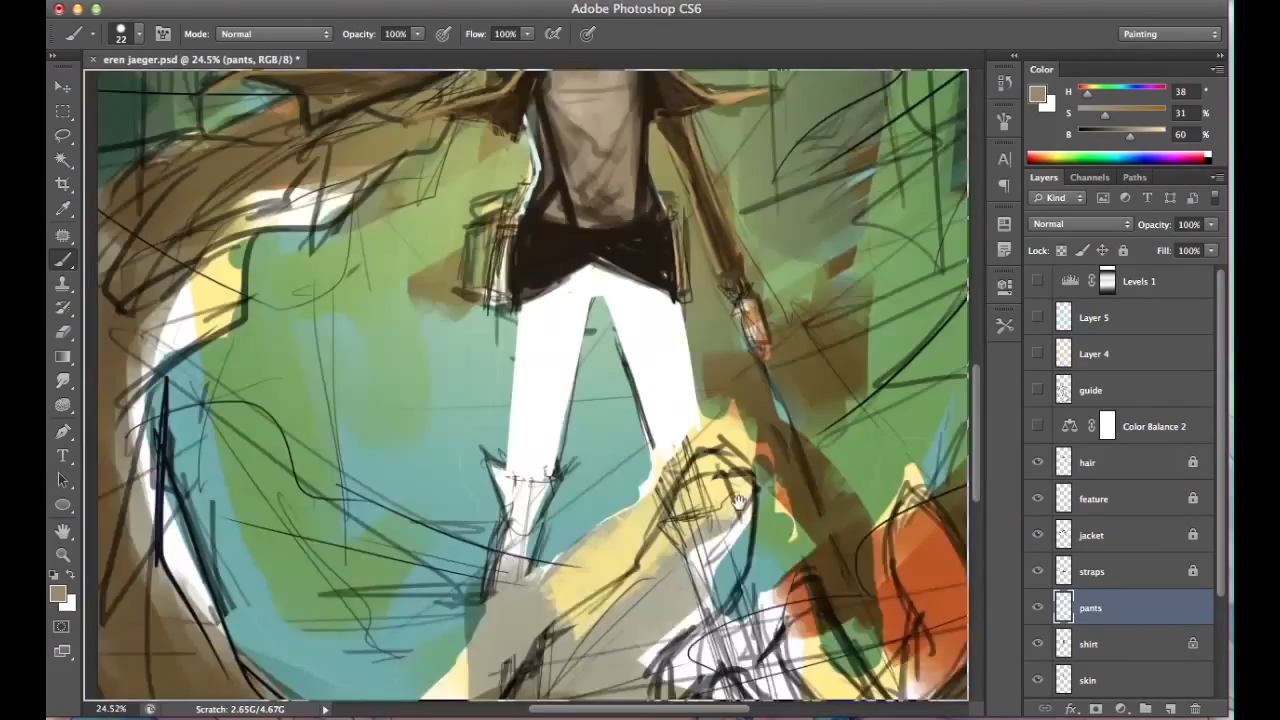 Adobe Photoshop CS6
22 Mode: Normal Opacity: 100% Flow: 100% Painting
× eren jaeger.psd @ 24.5% (pants, RGB/8) *
Color
H 38 °
S 31 %
B 60 %
Layers Channels Paths
Kind
Normal Opacity: 100%
Lock: Fill: 100%
Levels 1
Layer 5
Layer 4
guide
Color Balance 2
hair
feature
jacket
straps
pants
shirt
skin
24.52% Scratch: 2.65G/4.67G